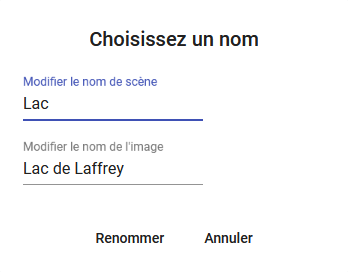 Choisissez un nom
Modifier le nom de scène
Lac
Modifier le nom de l'image
Lac de Laffrey
Renommer Annuler